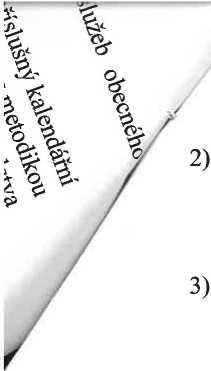 služeb obecného
příslušný kalendářní
metodikou
2)
3)